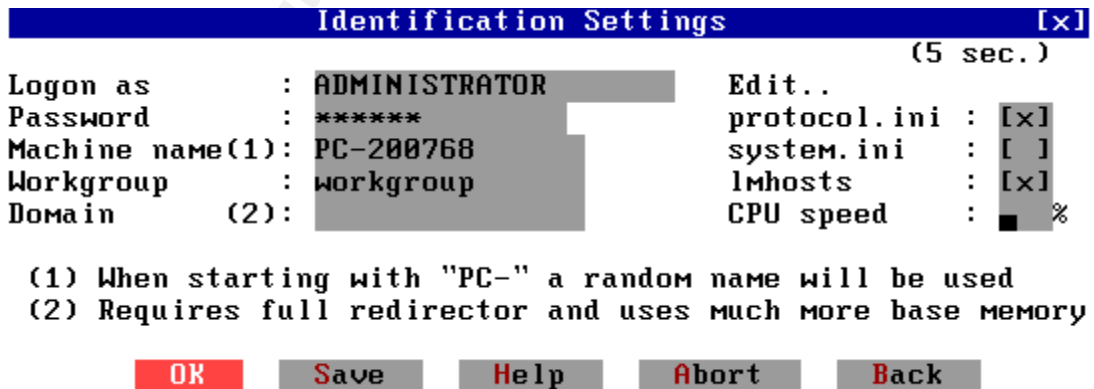 Identification Settings [x]
(5 sec.)
Logon as : ADMINISTRATOR Edit..
Password : ****** protocol.ini : [x]
Machine name(1): PC-200768 system.ini : [ ]
Workgroup : workgroup lmhosts : [x]
Domain (2): CPU speed : %
(1) When starting with "PC-" a random name will be used
(2) Requires full redirector and uses much more base memory
OK Save Help Abort Back